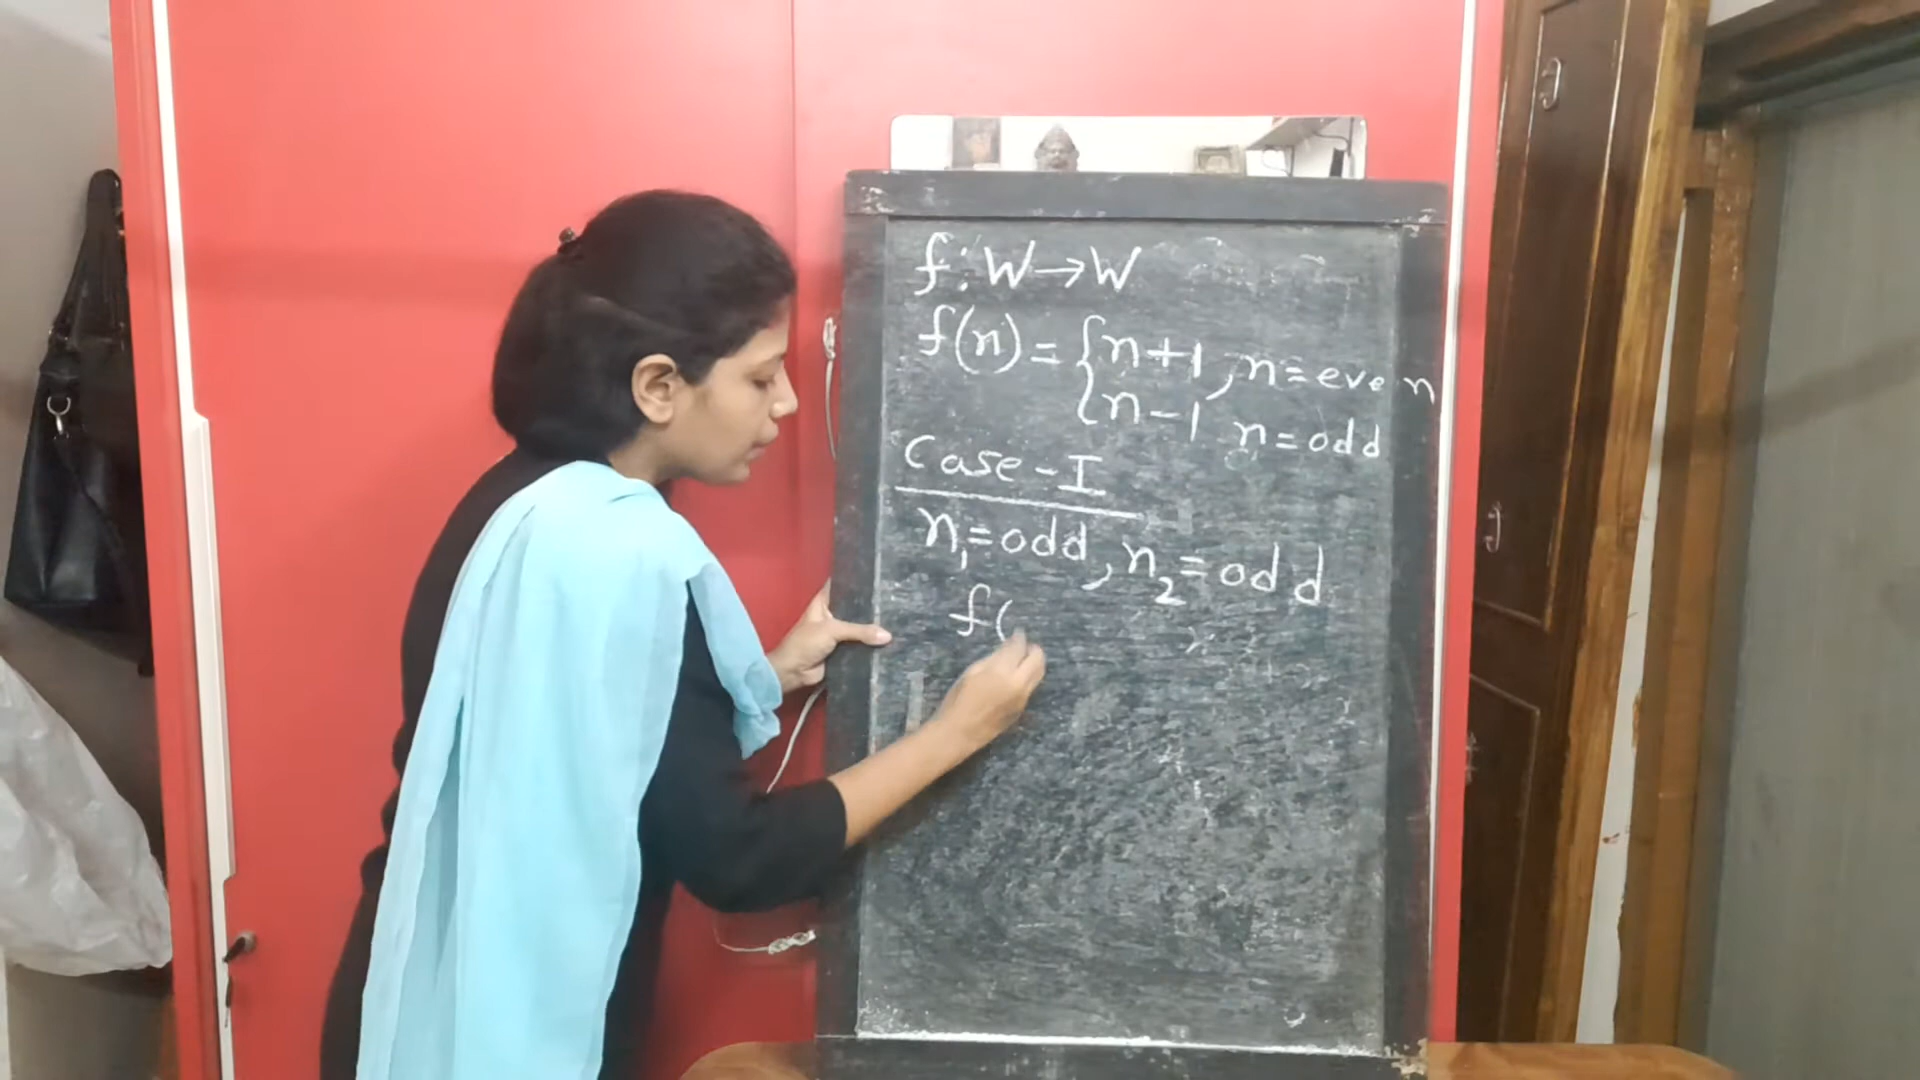 f: W→W
f(n) = { n+1, n = even
{ n-1 n = odd
Case-I
n₁ = odd, n₂ = odd
f(